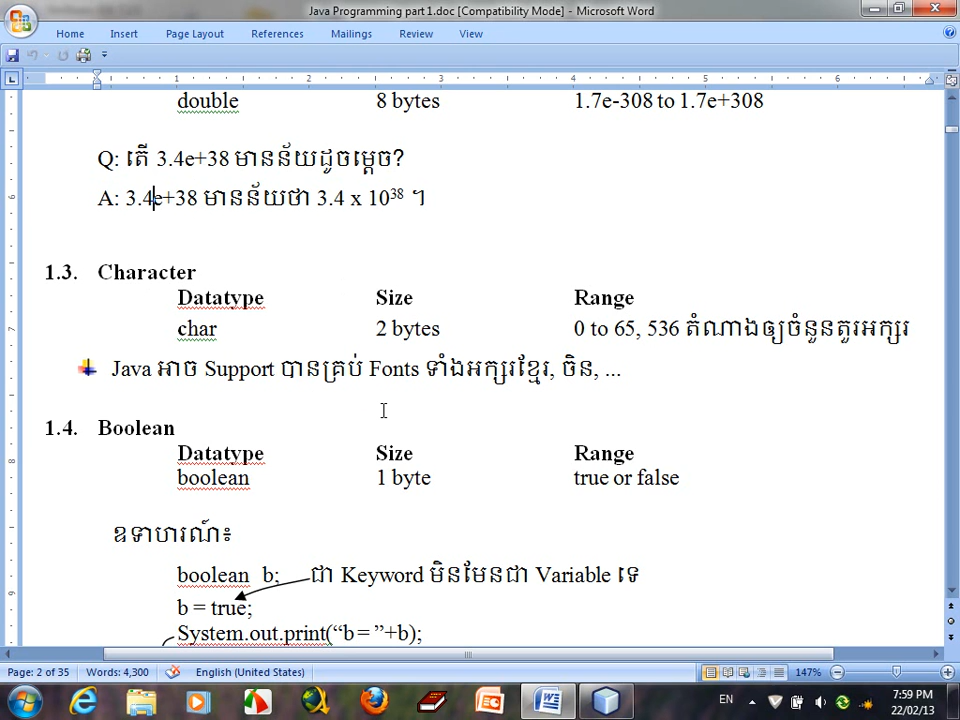 Java Programming part 1.doc [Compatibility Mode] - Microsoft Word
Home Insert Page Layout References Mailings Review View
1 2 3 4 5 6
double 8 bytes 1.7e-308 to 1.7e+308
Q: តើ 3.4e+38 មានន័យដូចម្ដេច?
A: 3.4e+38 មានន័យថា 3.4 x 10³⁸ ។
1.3. Character
Datatype Size Range
char 2 bytes 0 to 65, 536 តំណាងឲ្យចំនួនតួរអក្សរ
Java អាច Support បានគ្រប់ Fonts ទាំងអក្សរខ្មែរ, ចិន, ...
1.4. Boolean
Datatype Size Range
boolean 1 byte true or false
ឧទាហរណ៍៖
boolean b; ជា Keyword មិនមែនជា Variable ទេ
b = true;
System.out.print(“b = ”+b);
Page: 2 of 35 Words: 4,300 English (United States) 147%
EN 7:59 PM
22/02/13